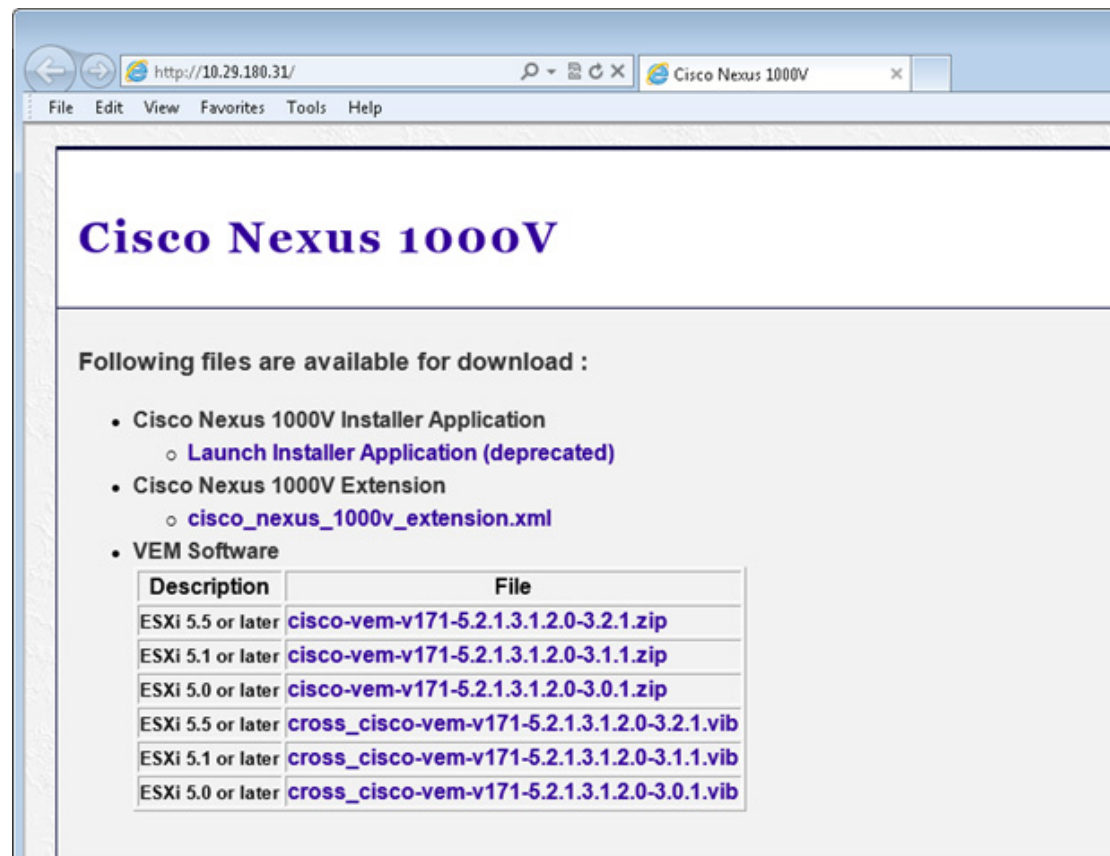 http://10.29.180.31/
Cisco Nexus 1000V
File Edit View Favorites Tools Help
Cisco Nexus 1000V
Following files are available for download :
Cisco Nexus 1000V Installer Application
Launch Installer Application (deprecated)
Cisco Nexus 1000V Extension
cisco_nexus_1000v_extension.xml
VEM Software
Description File
ESXi 5.5 or later cisco-vem-v171-5.2.1.3.1.2.0-3.2.1.zip
ESXi 5.1 or later cisco-vem-v171-5.2.1.3.1.2.0-3.1.1.zip
ESXi 5.0 or later cisco-vem-v171-5.2.1.3.1.2.0-3.0.1.zip
ESXi 5.5 or later cross_cisco-vem-v171-5.2.1.3.1.2.0-3.2.1.vib
ESXi 5.1 or later cross_cisco-vem-v171-5.2.1.3.1.2.0-3.1.1.vib
ESXi 5.0 or later cross_cisco-vem-v171-5.2.1.3.1.2.0-3.0.1.vib